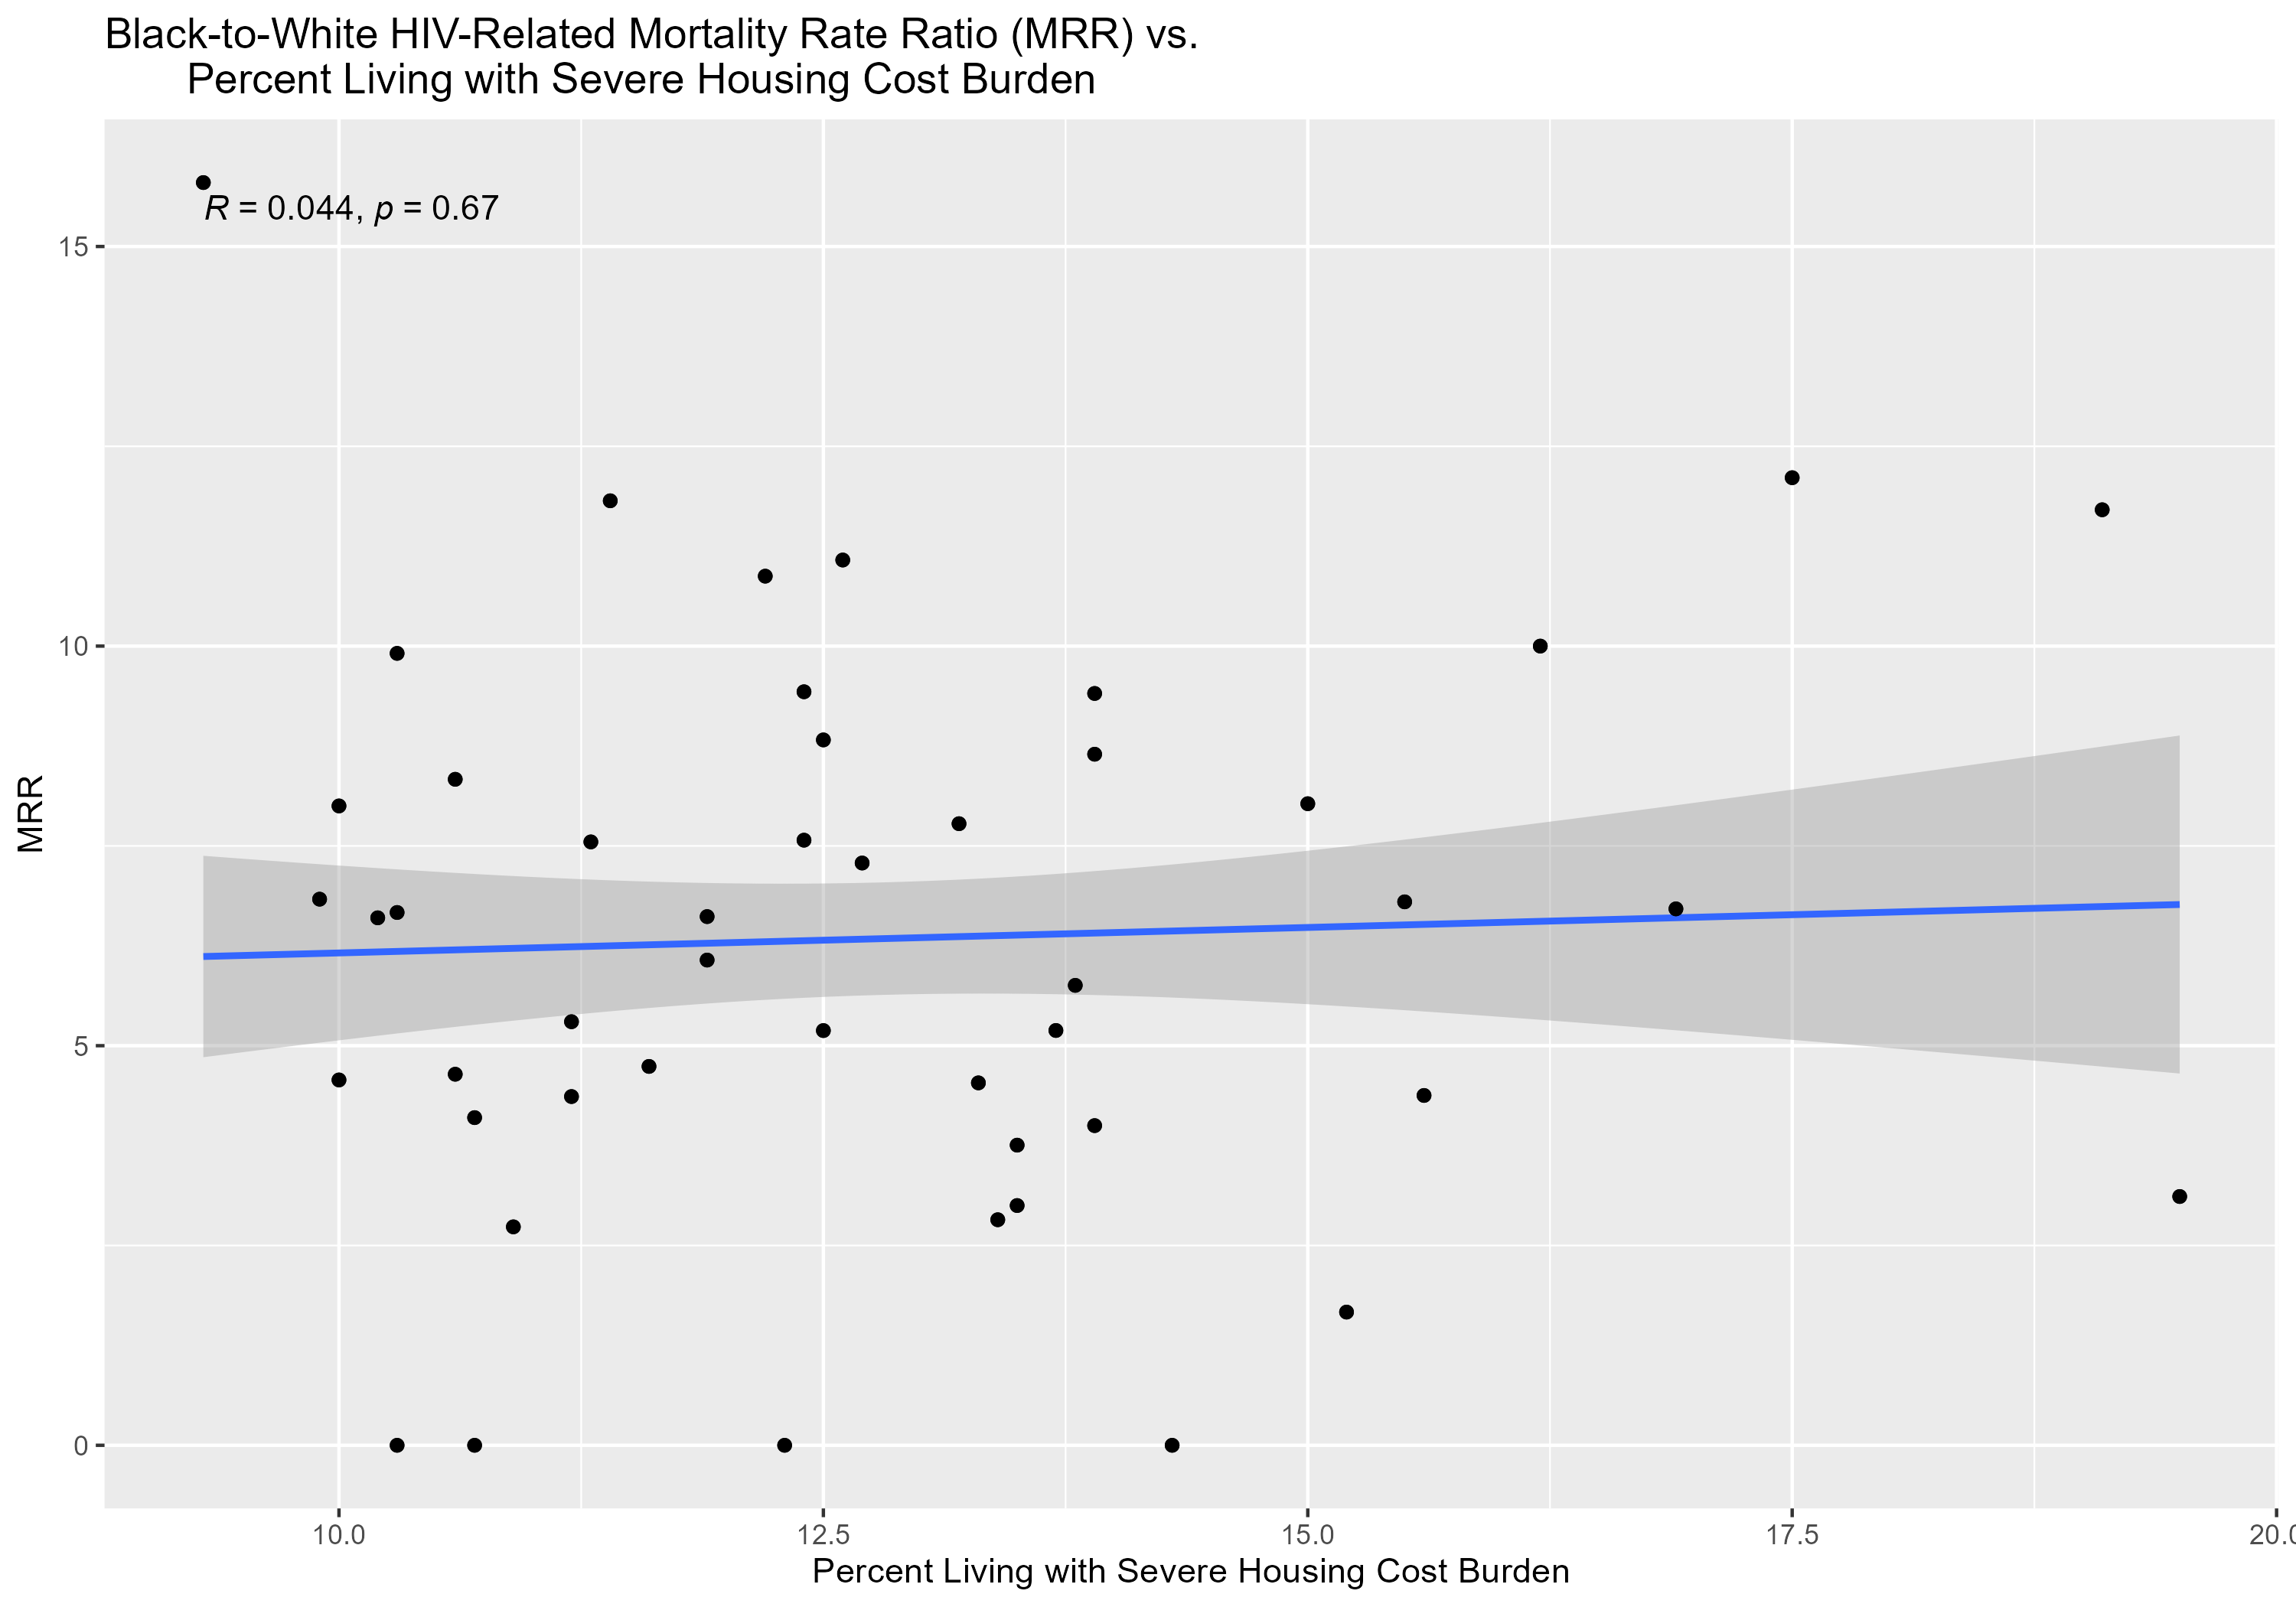 Black-to-White HIV-Related Mortality Rate Ratio (MRR) vs.
Percent Living with Severe Housing Cost Burden
R = 0.044, p = 0.67
15
10
5
0
MRR
10.0
12.5
15.0
17.5
20.0
Percent Living with Severe Housing Cost Burden